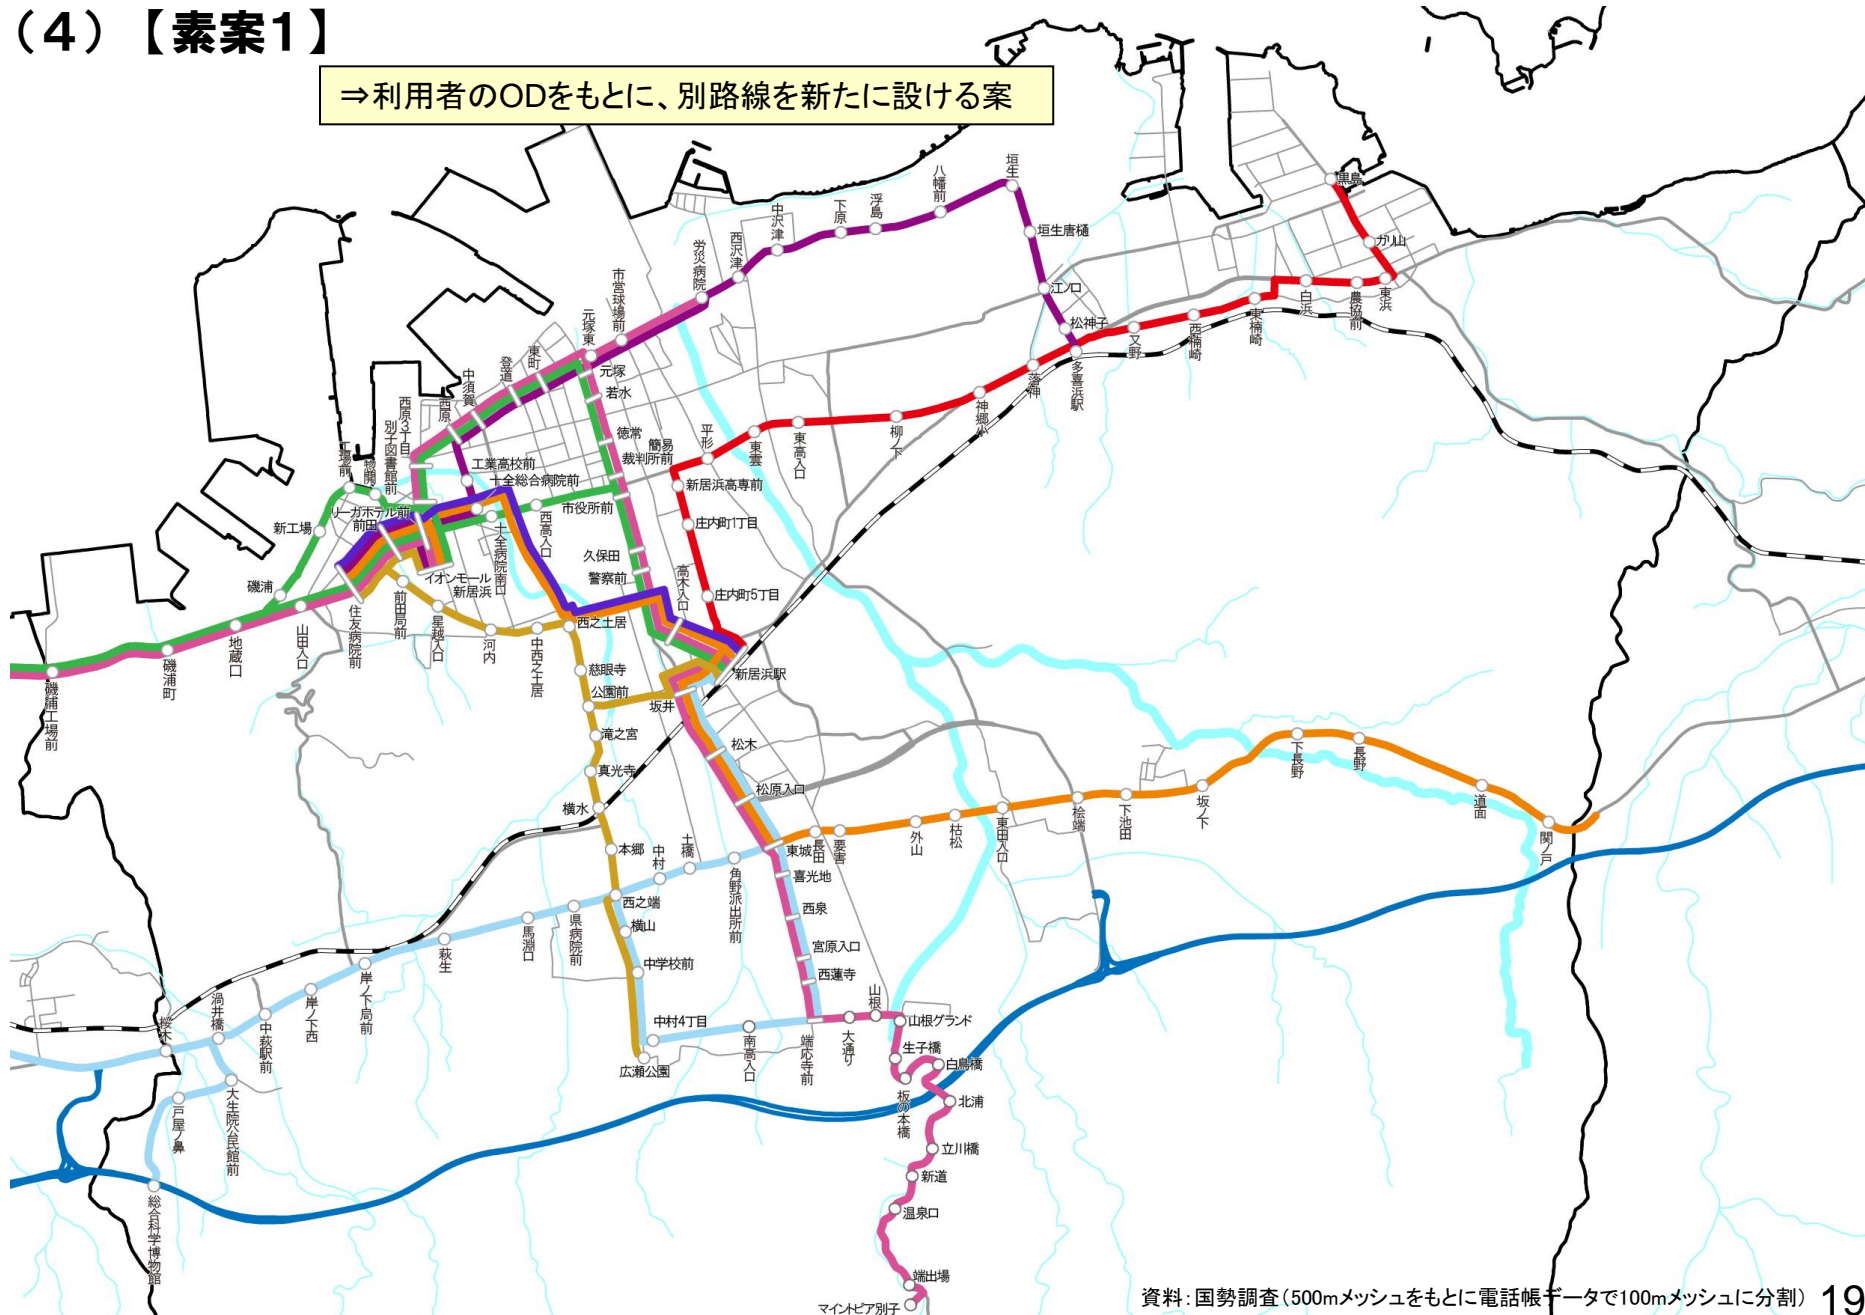 (4)【素案1】
⇒利用者のODをもとに、別路線を新たに設ける案
黒島
ガリ山
東浜
農協前
白浜
東楠崎
西楠崎
又野
多喜浜駅
松神子
江ノ口
垣生唐樋
垣生
八幡前
浮島
下原
中沢津
西沢津
労災病院
市営球場前
元塚東
元塚
若水
徳常
簡易
裁判所前
市役所前
久保田
警察前
高木入口
新居浜駅
落神
神郷小
柳ノ下
東高入口
東雲
平形
新居浜高専前
庄内町1丁目
庄内町5丁目
東町
登道
中須賀
西原
西原3丁目
別子図書館前
惣開
工場前
新工場
磯浦
リーガホテル前
前田
工業高校前
十全総合病院前
西高入口
十全病院南口
イオンモール
新居浜
住友病院前
山田入口
地蔵口
磯浦町
磯浦工場前
前田局前
星越入口
河内
中西之土居
西之土居
慈眼寺
公園前
坂井
滝之宮
真光寺
横水
本郷
西之端
横山
中学校前
広瀬公園
中村4丁目
南高入口
端応寺前
松木
松原入口
東城
喜光地
西泉
宮原入口
西蓮寺
長田
要害
外山
枯松
東田入口
桧端
下池田
坂ノ下
下長野
長野
道面
関ノ戸
角野派出所前
土橋
中村
県病院前
馬淵口
萩生
岸ノ下局前
岸ノ下西
中萩駅前
渦井橋
桜木
大生院公民館前
戸屋ノ鼻
総合科学博物館
大通り
山根
山根グランド
生子橋
白鳥橋
板の本橋
北浦
立川橋
新道
温泉口
端出場
マイントピア別子
資料:国勢調査(500mメッシュをもとに電話帳データで100mメッシュに分割)
19